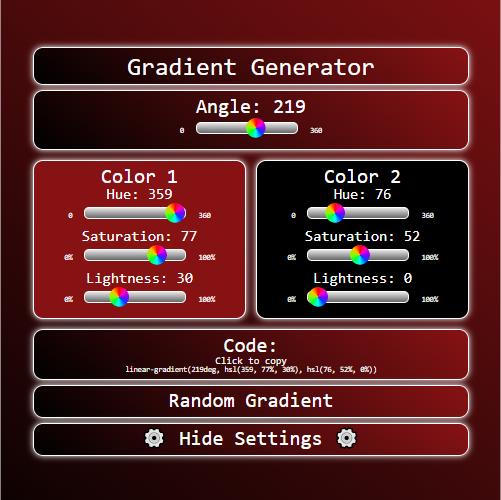 Gradient Generator
Angle: 219
0 360
Color 1
Hue: 359
0 360
Saturation: 77
0% 100%
Lightness: 30
0% 100%
Color 2
Hue: 76
0 360
Saturation: 52
0% 100%
Lightness: 0
0% 100%
Code:
Click to copy
linear-gradient(219deg, hsl(359, 77%, 30%), hsl(76, 52%, 0%))
Random Gradient
Hide Settings